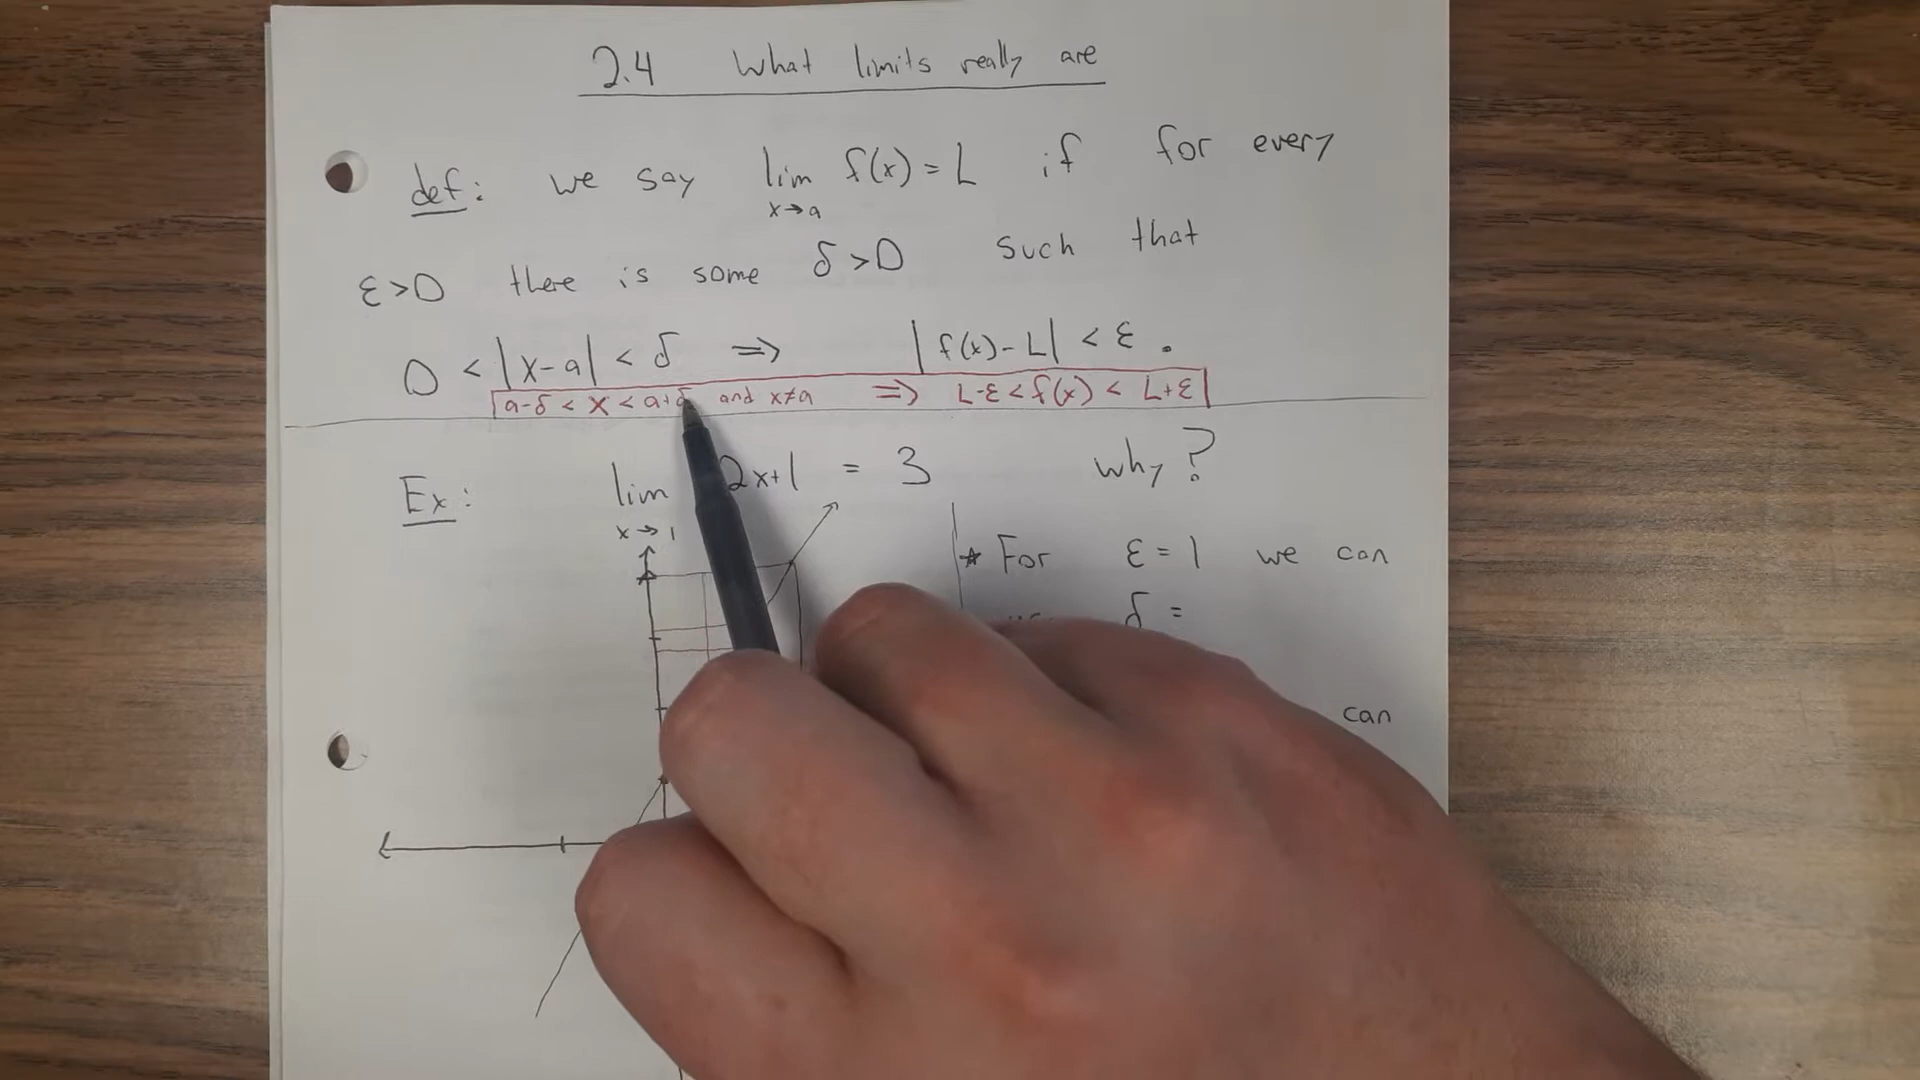 2.4 What limits really are
def: we say lim f(x) = L if for every
x→a
ε>0 there is some δ>0 such that
0 < |x-a| < δ ⇒ |f(x)-L| < ε.
a-δ < x < a+δ and x≠a ⇒ L-ε < f(x) < L+ε
Ex: lim 2x+1 = 3 why?
x→1
* For ε = 1 we can
δ =
can